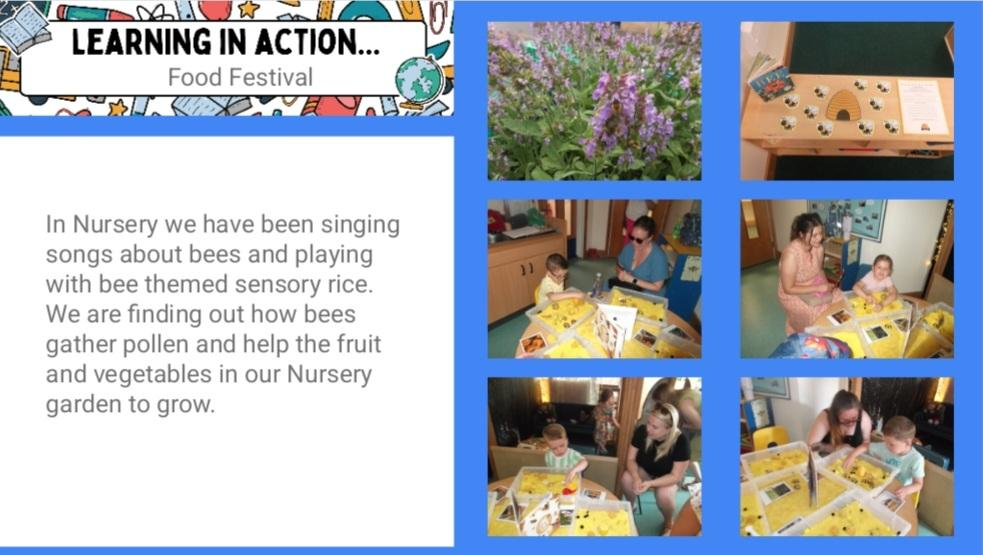 LEARNING IN ACTION...
Food Festival
In Nursery we have been singing
songs about bees and playing
with bee themed sensory rice.
We are finding out how bees
gather pollen and help the fruit
and vegetables in our Nursery
garden to grow.